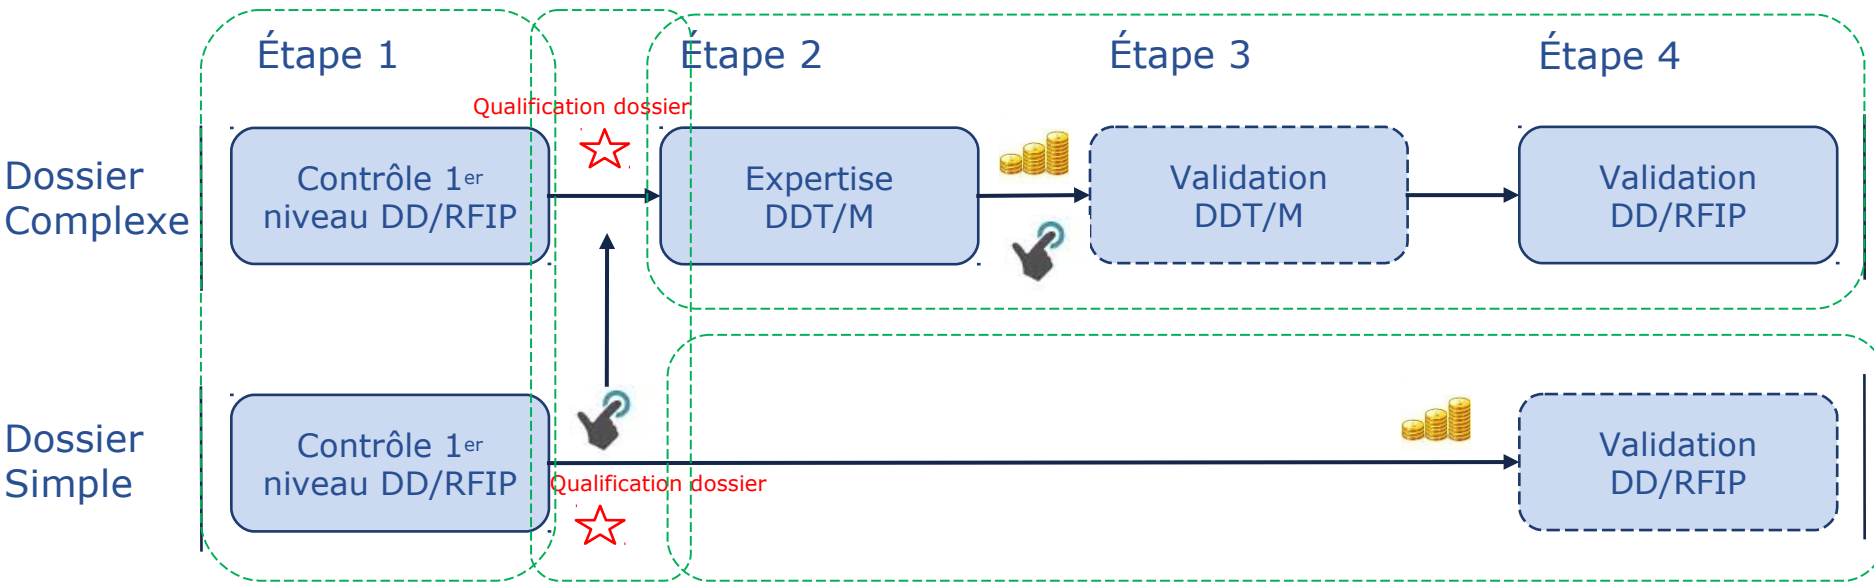 Étape 1
Étape 2
Étape 3
Étape 4
Qualification dossier
Dossier
Complexe
Contrôle 1er
niveau DD/RFIP
Expertise
DDT/M
Validation
DDT/M
Validation
DD/RFIP
Dossier
Simple
Contrôle 1er
niveau DD/RFIP
Qualification dossier
Validation
DD/RFIP